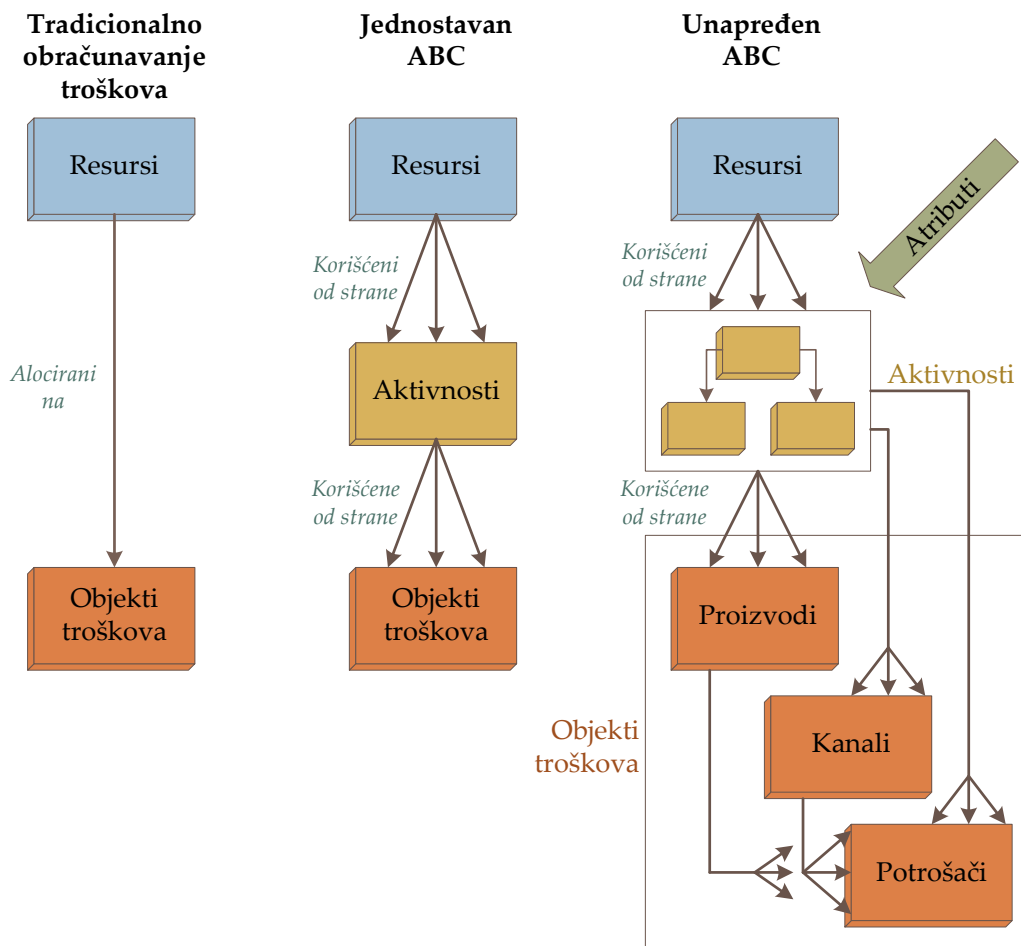 Tradicionalno
obračunavanje
troškova
Jednostavan
ABC
Unapređen
ABC
Resursi
Resursi
Resursi
Atributi
Korišćeni
od strane
Korišćeni
od strane
Alocirani
na
Aktivnosti
Aktivnosti
Korišćene
od strane
Korišćene
od strane
Objekti
troškova
Objekti
troškova
Proizvodi
Objekti
troškova
Kanali
Potrošači